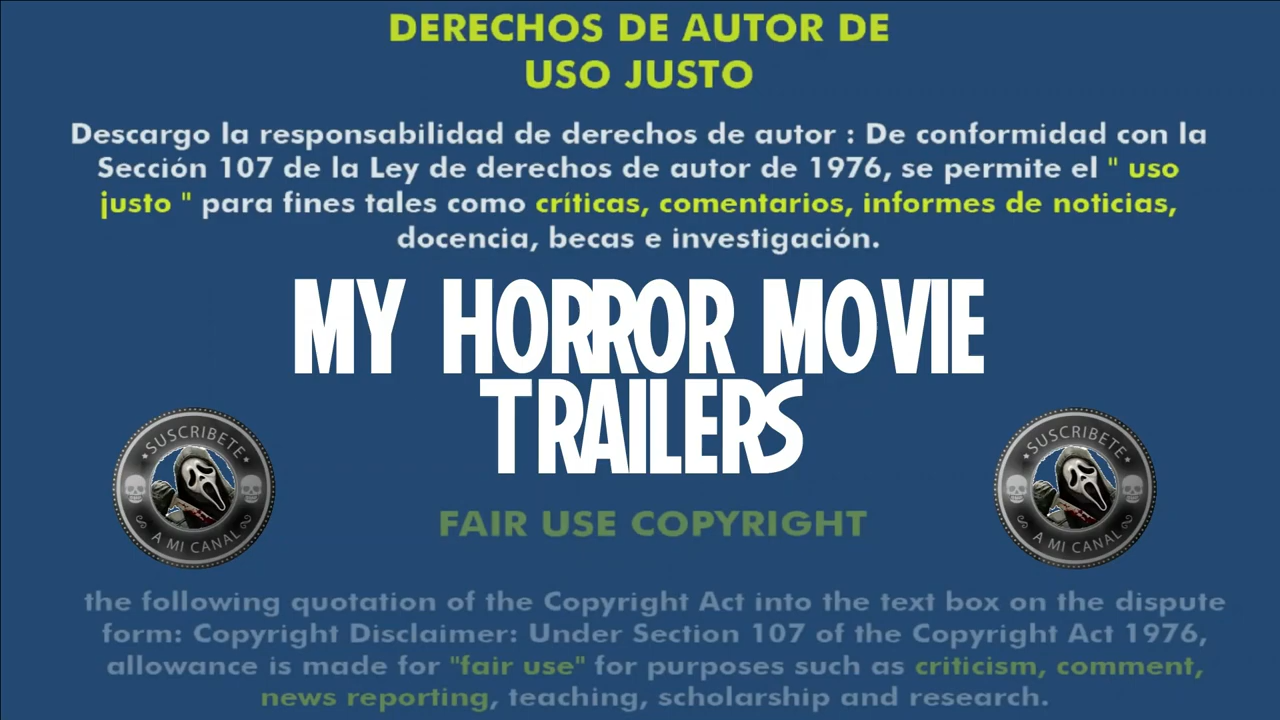 DERECHOS DE AUTOR DE
USO JUSTO
Descargo la responsabilidad de derechos de autor : De conformidad con la
Sección 107 de la Ley de derechos de autor de 1976, se permite el " uso
justo " para fines tales como críticas, comentarios, informes de noticias,
docencia, becas e investigación.
MY HORROR MOVIE
TRAILERS
SUSCRIBETE
A MI CANAL
SUSCRIBETE
A MI CANAL
FAIR USE COPYRIGHT
the following quotation of the Copyright Act into the text box on the dispute
form: Copyright Disclaimer: Under Section 107 of the Copyright Act 1976,
allowance is made for "fair use" for purposes such as criticism, comment,
news reporting, teaching, scholarship and research.